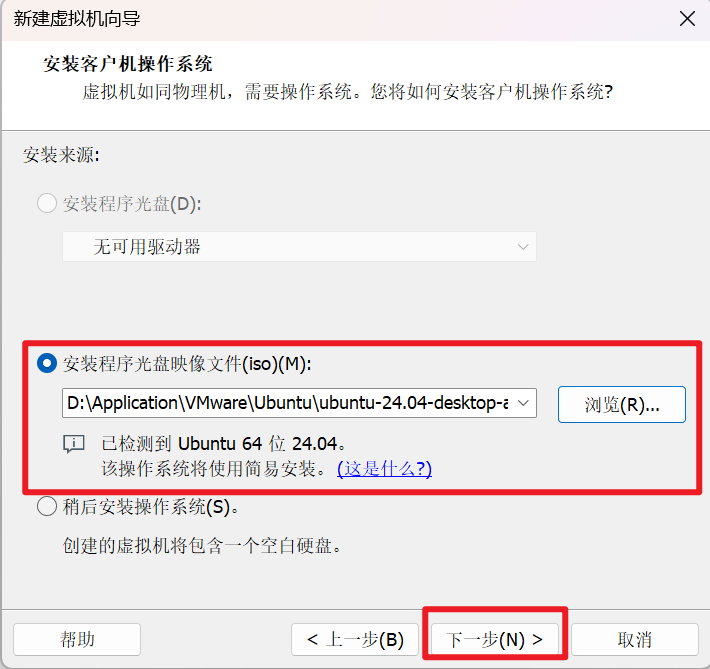 新建虚拟机向导
安装客户机操作系统
虚拟机如同物理机，需要操作系统。您将如何安装客户机操作系统?
安装来源:
安装程序光盘(D):
无可用驱动器
安装程序光盘映像文件(iso)(M):
D:\Application\VMware\Ubuntu\ubuntu-24.04-desktop-a
浏览(R)...
已检测到 Ubuntu 64 位 24.04。
该操作系统将使用简易安装。(这是什么?)
稍后安装操作系统(S)。
创建的虚拟机将包含一个空白硬盘。
帮助
< 上一步(B)
下一步(N) >
取消